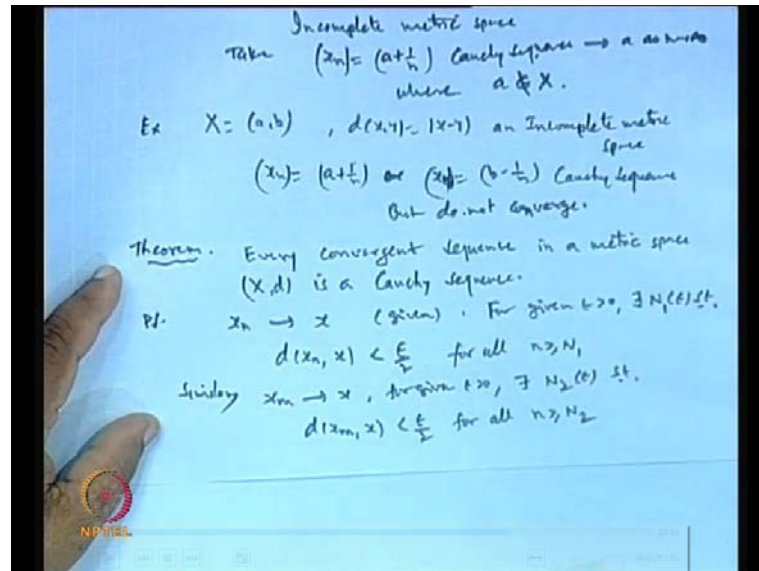 Incomplete metric space
Take (xn) = (a+1/n) Cauchy sequence → a as n→∞
where a ∉ X.
Ex X = (a,b) , d(x,y) = |x-y| an Incomplete metric
space
(xn) = (a+1/n) or (xn) = (b-1/n) Cauchy sequence
But do not converge.
Theorem. Every convergent sequence in a metric space
(X,d) is a Cauchy sequence.
Pf. xn → x (given). For given ε>0, ∃ N1(ε) st.
d(xn, x) < ε/2 for all n ≥ N1
Similarly xm → x, for given ε>0, ∃ N2(ε) st.
d(xm, x) < ε/2 for all n ≥ N2
NPTEL